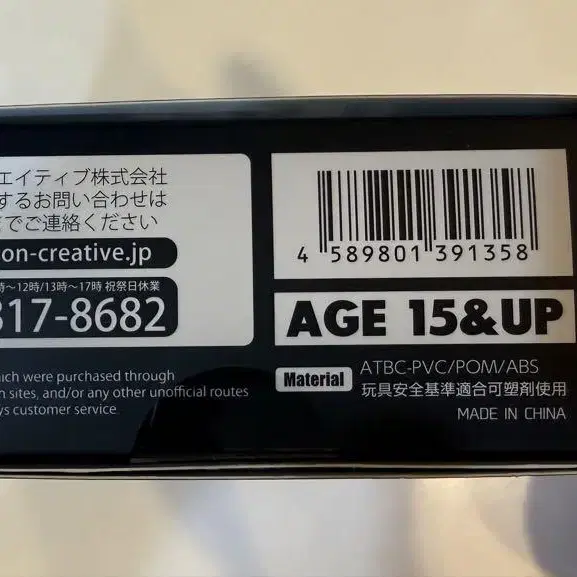 エイティブ株式会社
するお問い合わせは
までご連絡ください
on-creative.jp
時〜12時/13時〜17時 祝祭日休業
817-8682
which were purchased through
sites, and/or any other unofficial routes
customer service.
4 589801 391358
AGE 15&UP
Material
ATBC-PVC/POM/ABS
玩具安全基準適合可塑剤使用
MADE IN CHINA